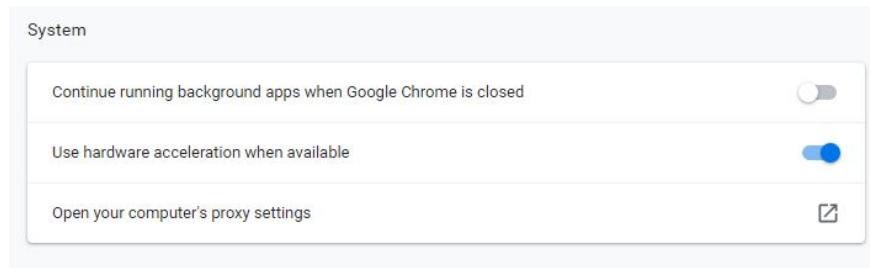 System
Continue running background apps when Google Chrome is closed
Use hardware acceleration when available
Open your computer's proxy settings